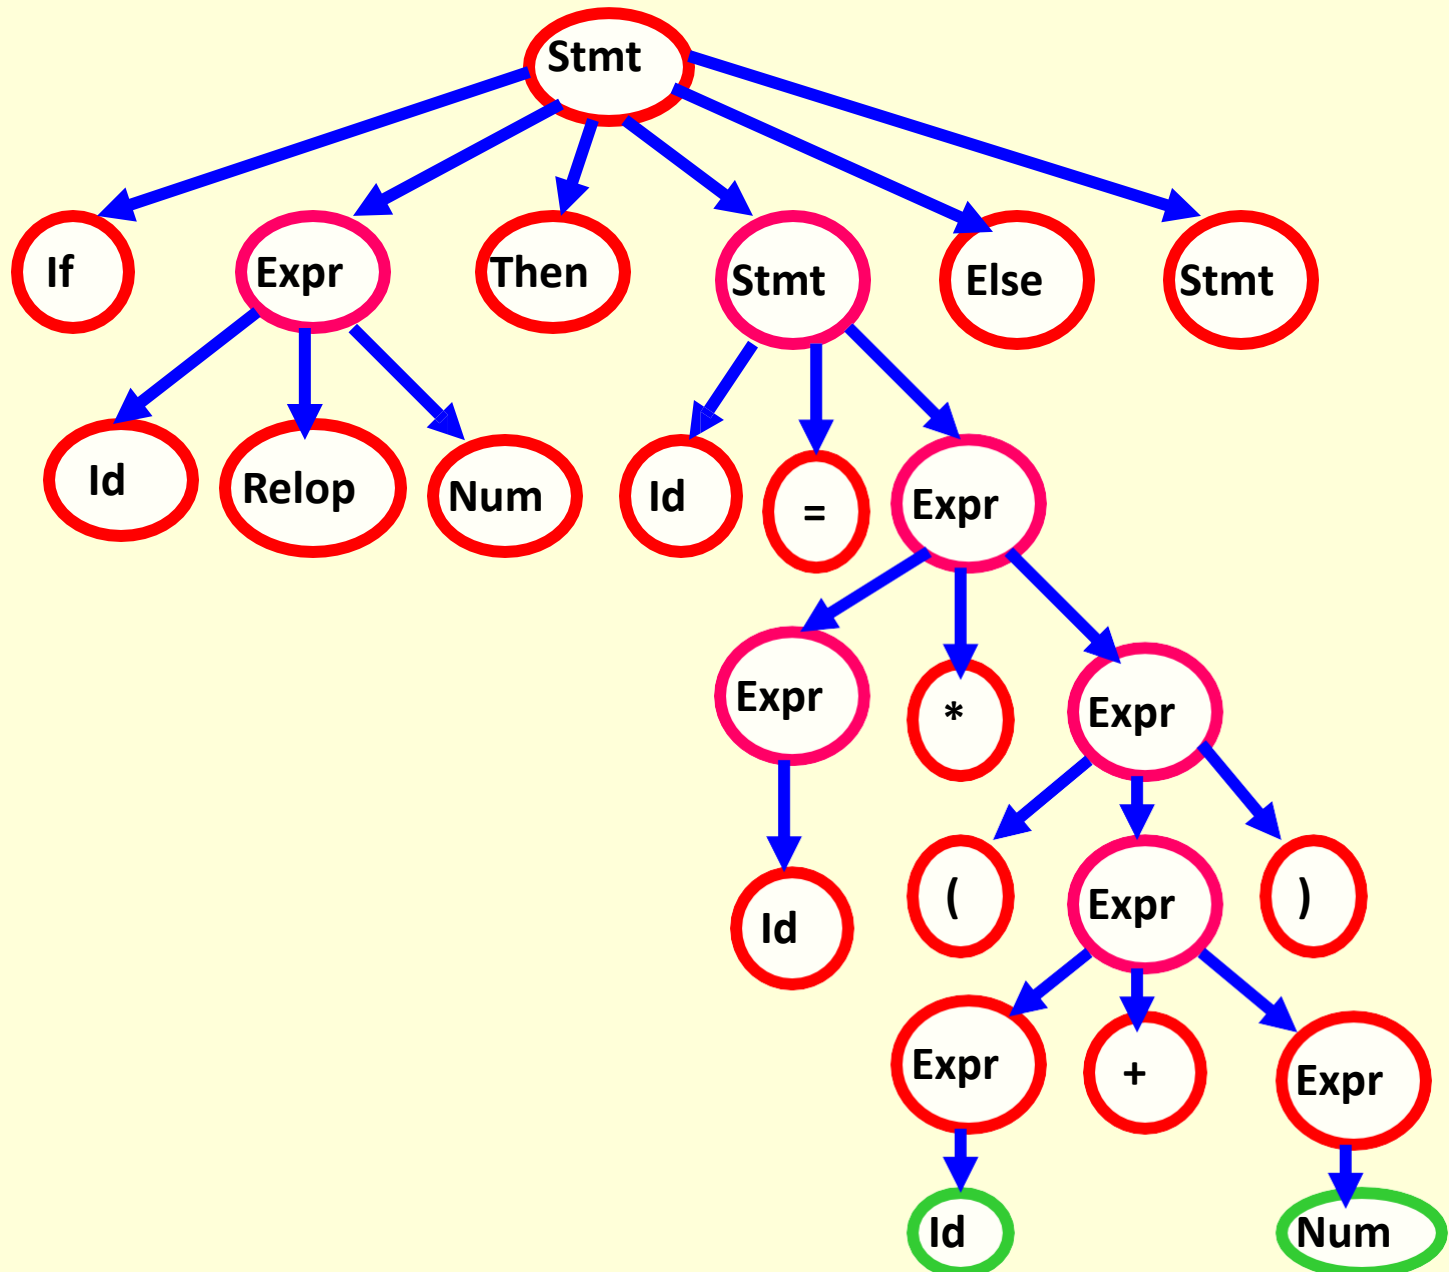 Stmt
If Expr Then Stmt Else Stmt
Id Relop Num Id = Expr
Expr * Expr
( Expr )
Id
Expr + Expr
Id Num